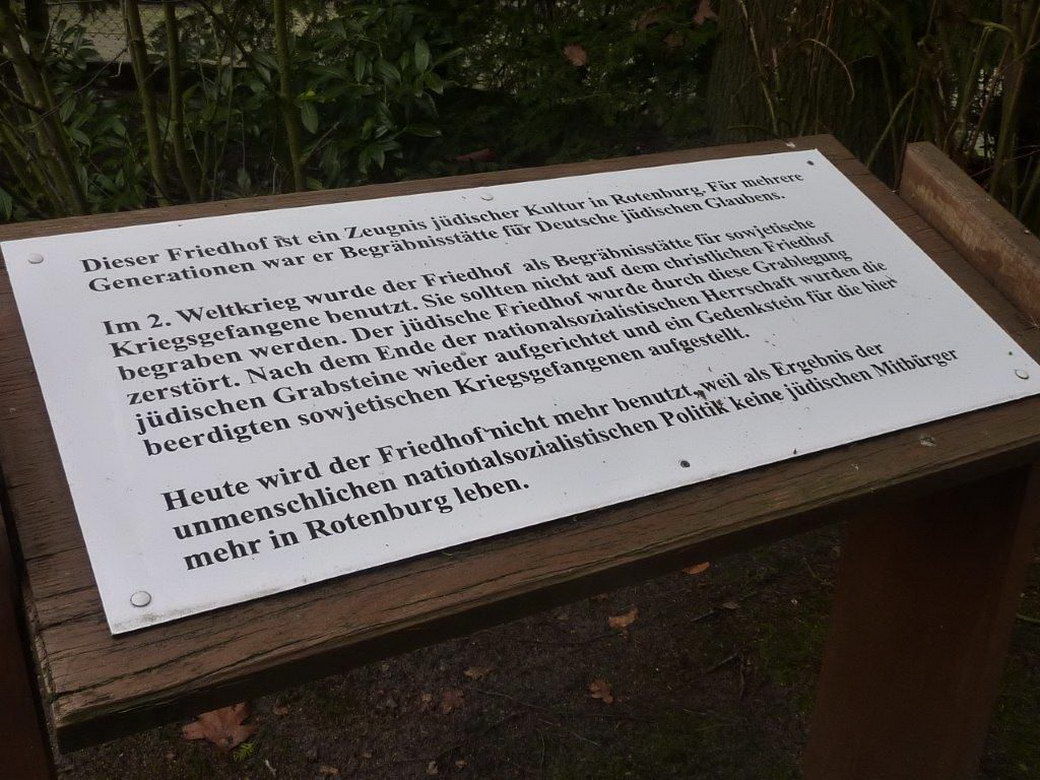 Dieser Friedhof ist ein Zeugnis jüdischer Kultur in Rotenburg. Für mehrere
Generationen war er Begräbnisstätte für Deutsche jüdischen Glaubens.
Im 2. Weltkrieg wurde der Friedhof als Begräbnisstätte für sowjetische
Kriegsgefangene benutzt. Sie sollten nicht auf dem christlichen Friedhof
begraben werden. Der jüdische Friedhof wurde durch diese Grablegung
zerstört. Nach dem Ende der nationalsozialistischen Herrschaft wurden die
jüdischen Grabsteine wieder aufgerichtet und ein Gedenkstein für die hier
beerdigten sowjetischen Kriegsgefangenen aufgestellt.
Heute wird der Friedhof nicht mehr benutzt, weil als Ergebnis der
unmenschlichen nationalsozialistischen Politik keine jüdischen Mitbürger
mehr in Rotenburg leben.